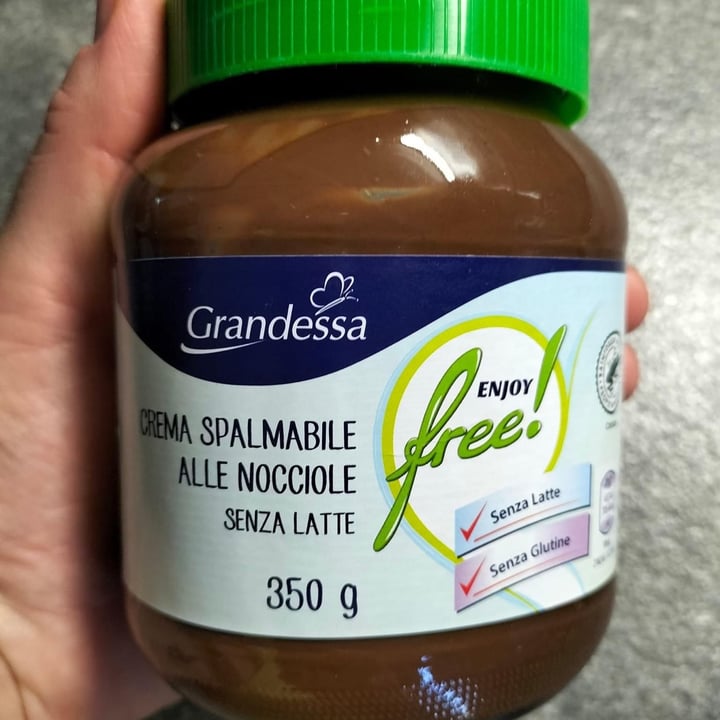 Grandessa
ENJOY
free!
CREMA SPALMABILE
ALLE NOCCIOLE
SENZA LATTE
350 g
Senza Latte
Senza Glutine